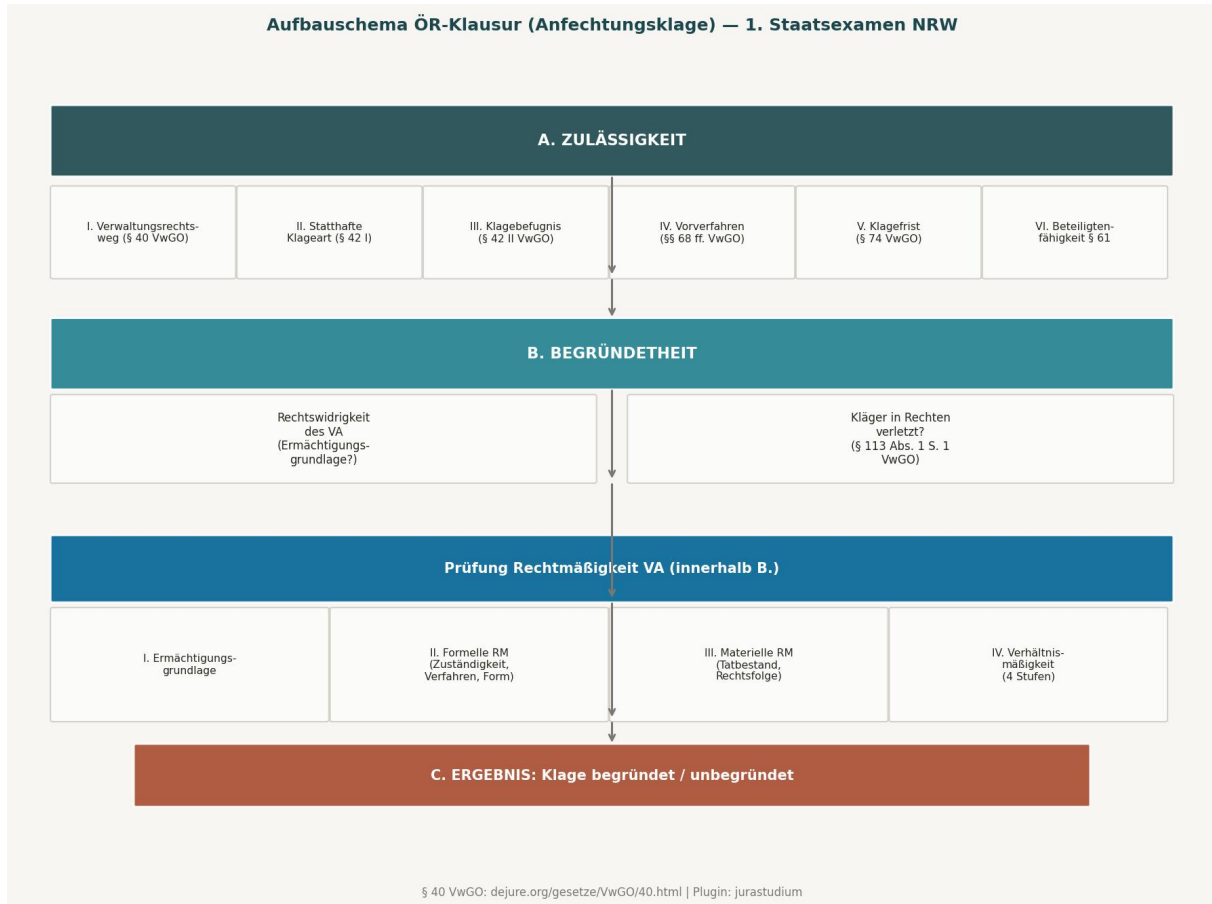 Aufbauschema ÖR-Klausur (Anfechtungsklage) — 1. Staatsexamen NRW
A. ZULÄSSIGKEIT
I. Verwaltungsrechts-
weg (§ 40 VwGO)
II. Statthafte
Klageart (§ 42 I)
III. Klagebefugnis
(§ 42 II VwGO)
IV. Vorverfahren
(§§ 68 ff. VwGO)
V. Klagefrist
(§ 74 VwGO)
VI. Beteiligten-
fähigkeit § 61
B. BEGRÜNDETHEIT
Rechtswidrigkeit
des VA
(Ermächtigungs-
grundlage?)
Kläger in Rechten
verletzt?
(§ 113 Abs. 1 S. 1
VwGO)
Prüfung Rechtmäßigkeit VA (innerhalb B.)
I. Ermächtigungs-
grundlage
II. Formelle RM
(Zuständigkeit,
Verfahren, Form)
III. Materielle RM
(Tatbestand,
Rechtsfolge)
IV. Verhältnis-
mäßigkeit
(4 Stufen)
C. ERGEBNIS: Klage begründet / unbegründet
§ 40 VwGO: dejure.org/gesetze/VwGO/40.html | Plugin: jurastudium